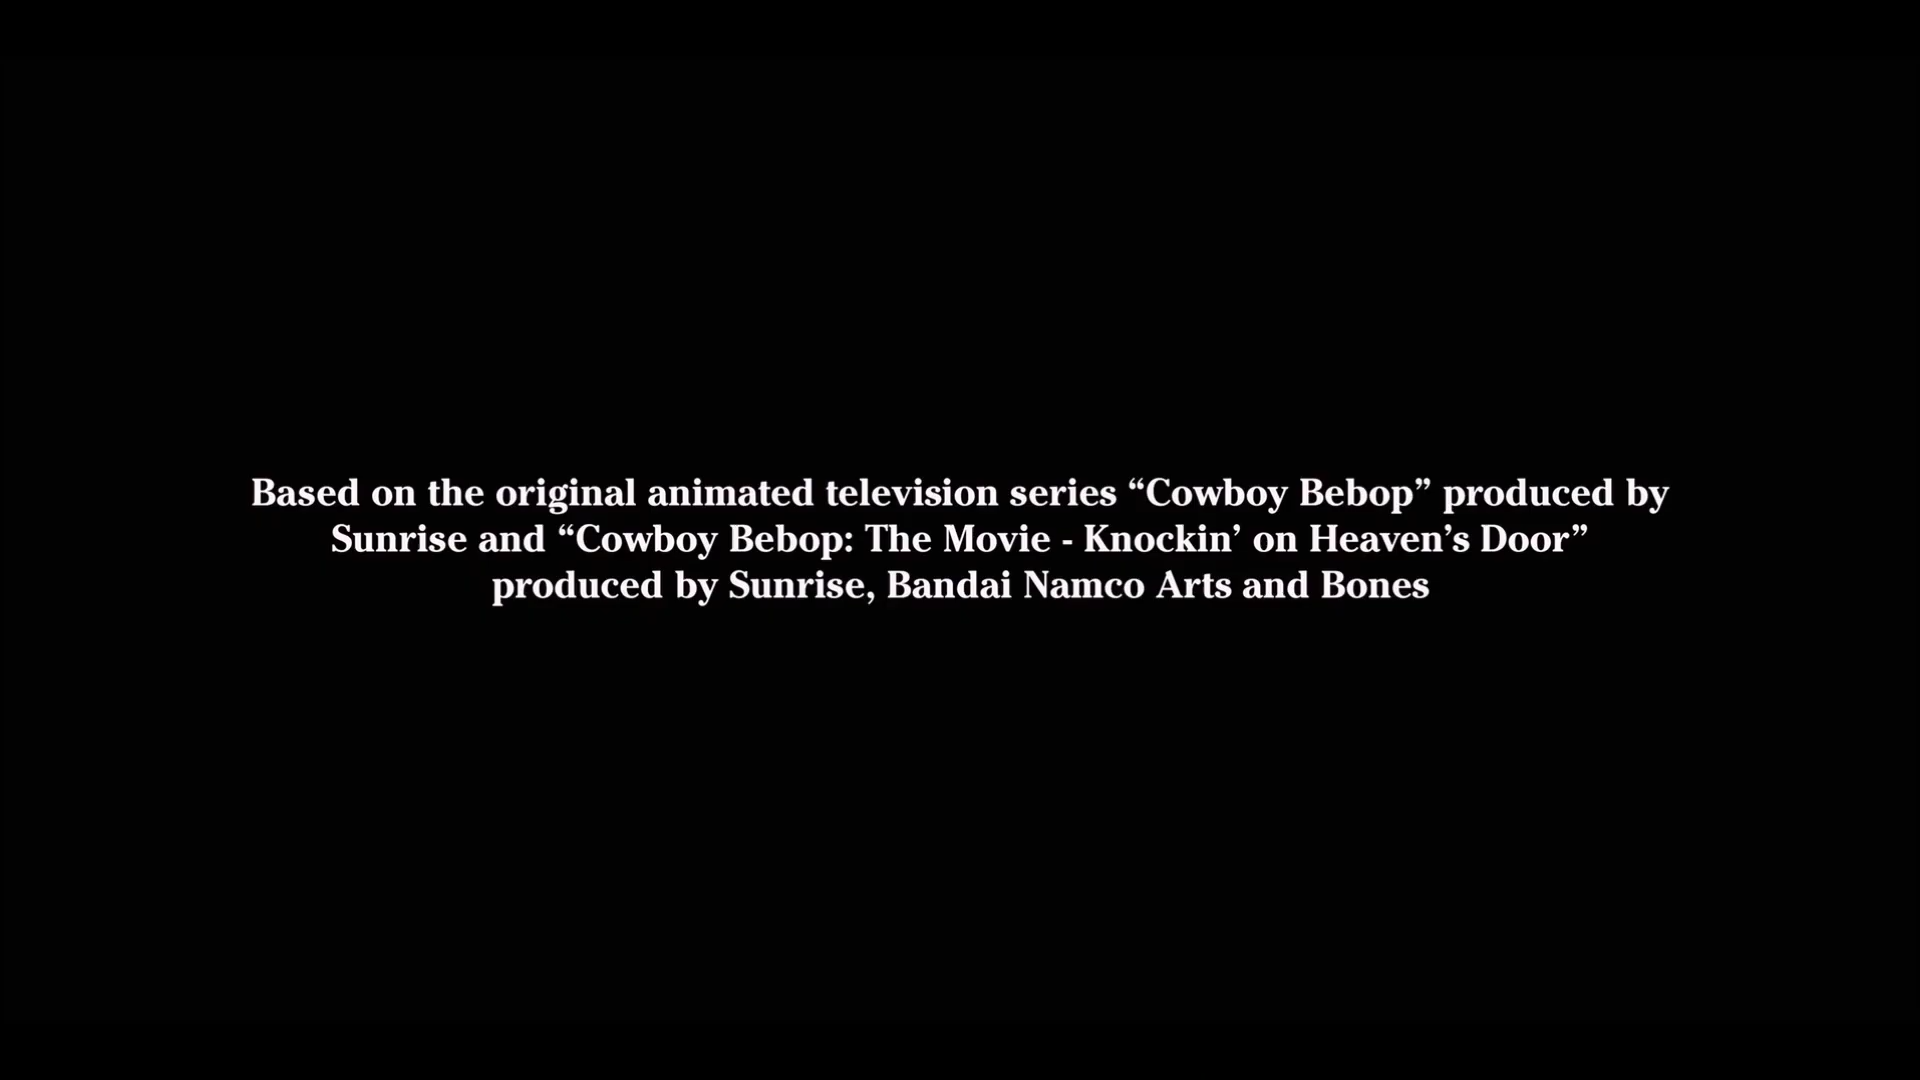 Based on the original animated television series “Cowboy Bebop” produced by
Sunrise and “Cowboy Bebop: The Movie - Knockin’ on Heaven’s Door”
produced by Sunrise, Bandai Namco Arts and Bones